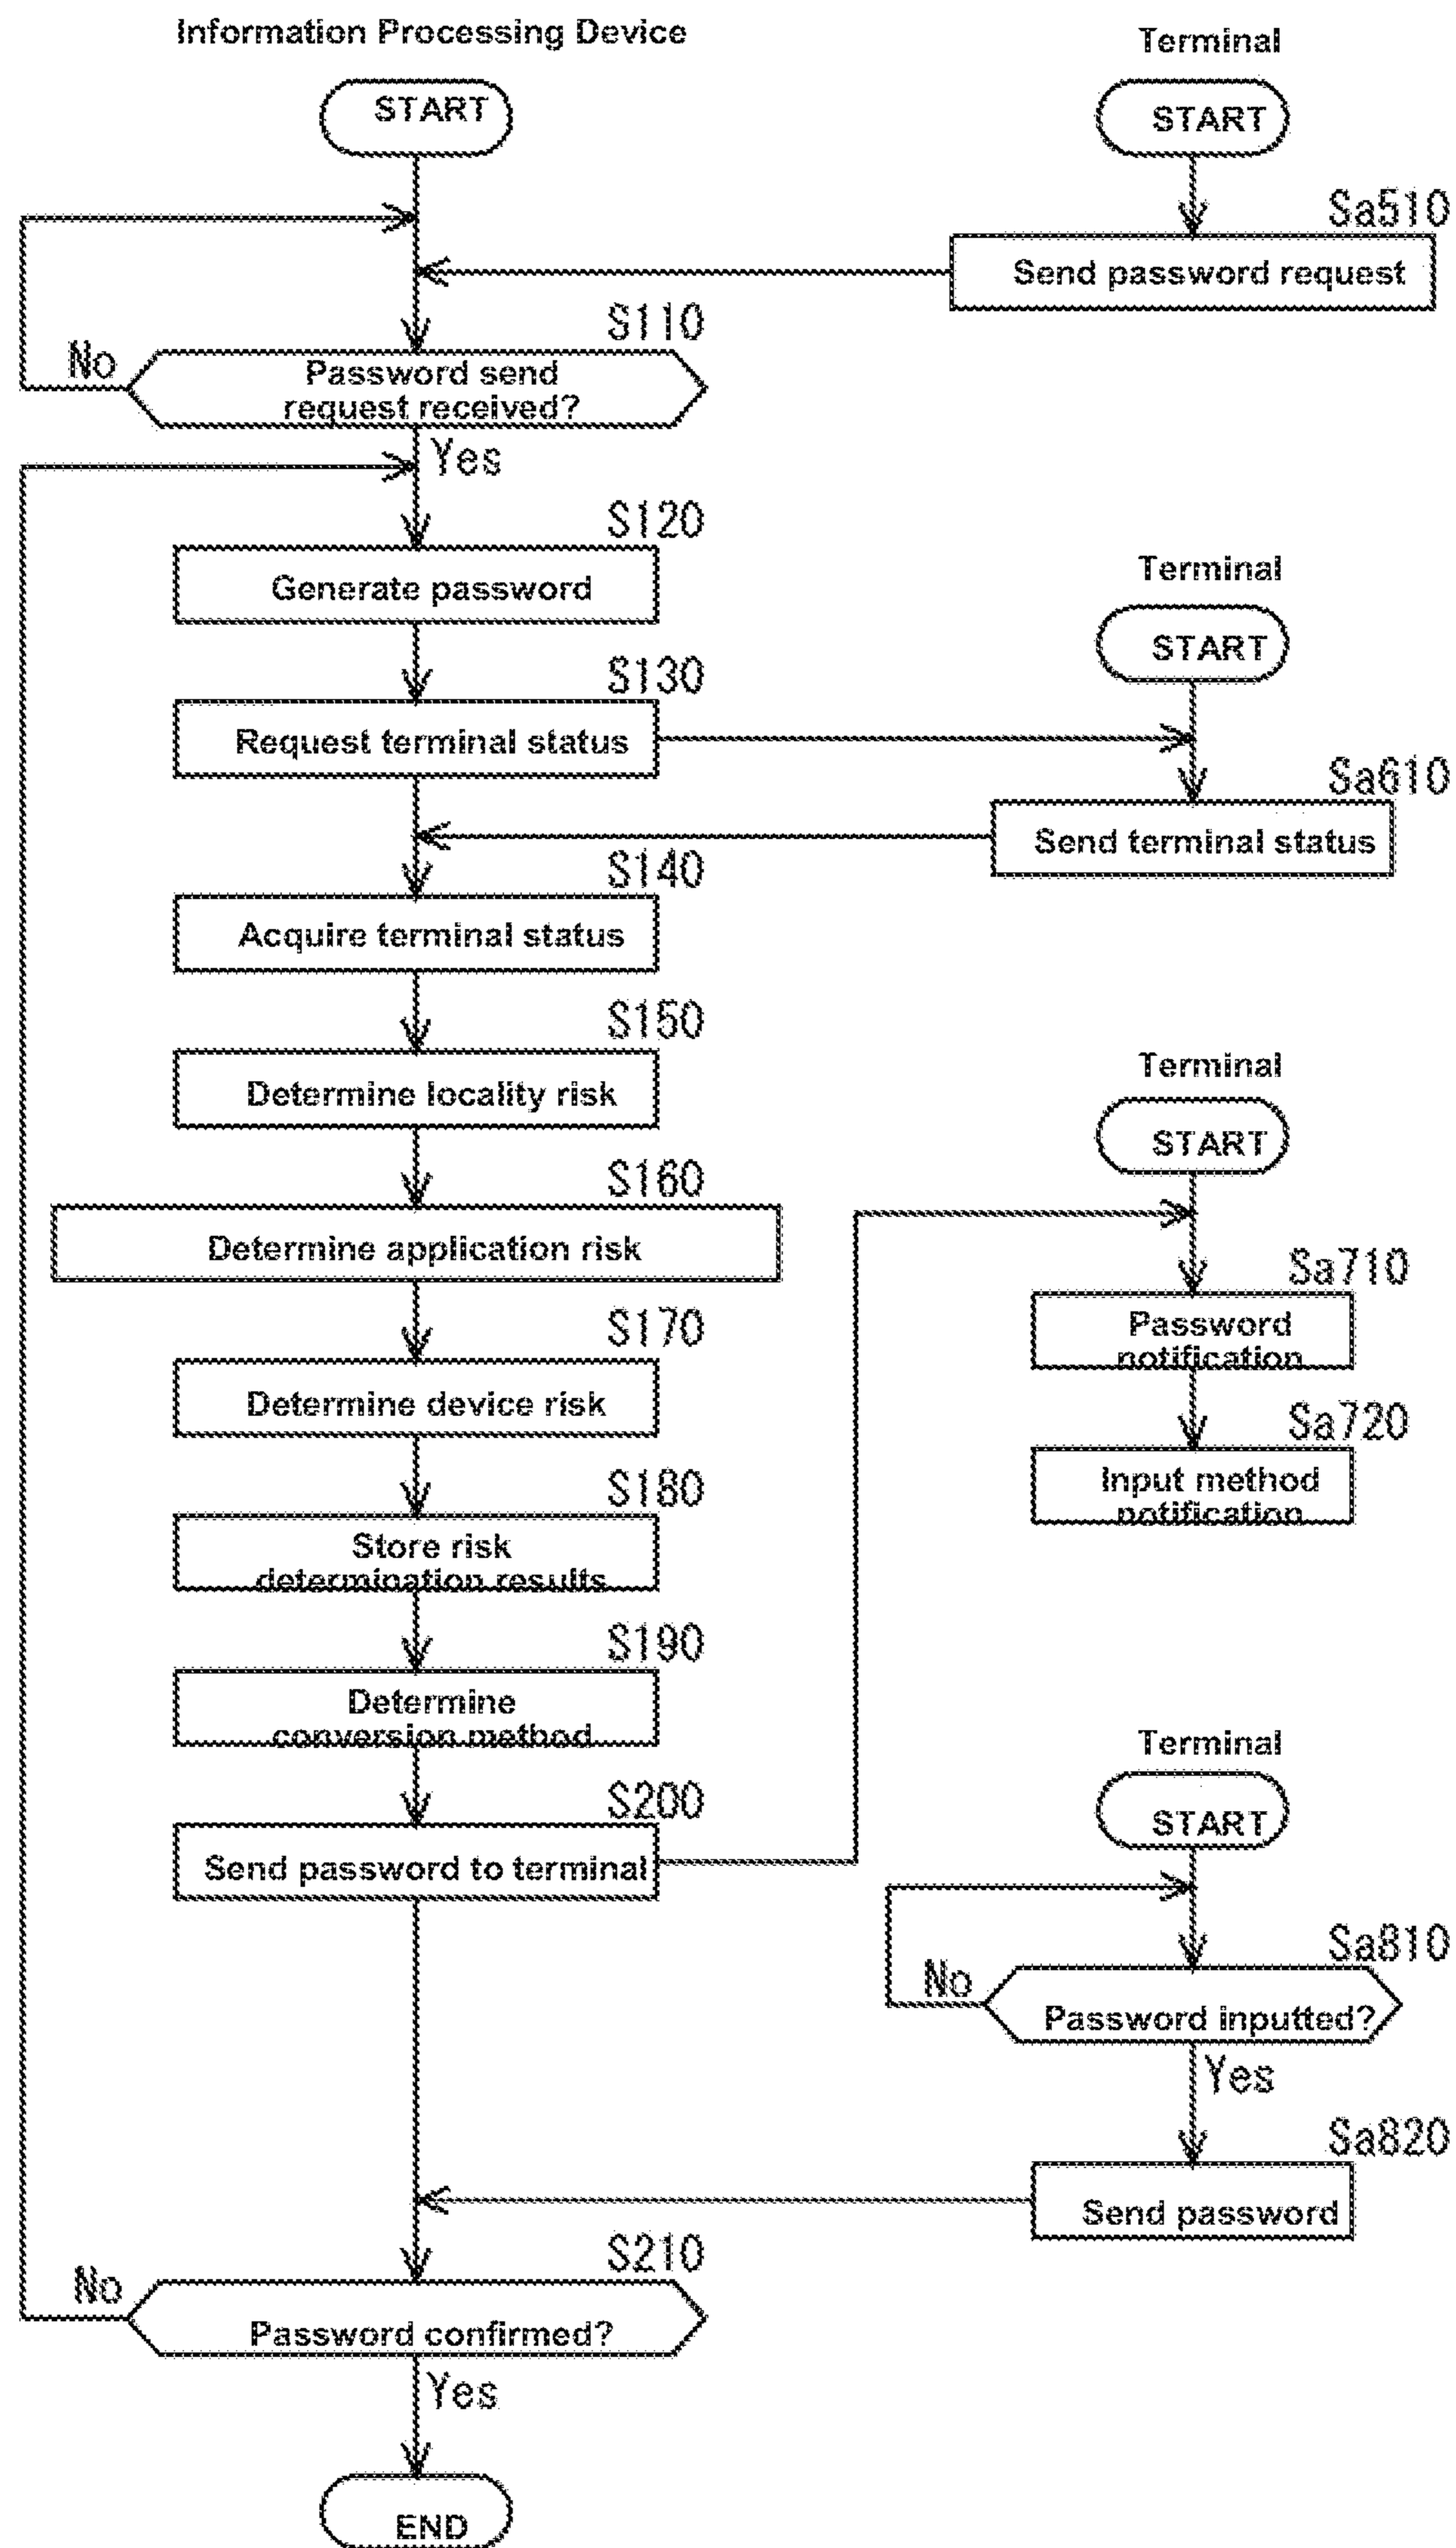 Information Processing Device
START
S110
No
Password send
request received?
Yes
S120
Generate password
S130
Request terminal status
S140
Acquire terminal status
S150
Determine locality risk
S160
Determine application risk
S170
Determine device risk
S180
Store risk
determination results
S190
Determine
conversion method
S200
Send password to terminal
S210
No
Password confirmed?
Yes
END
Terminal
START
Sa510
Send password request
Terminal
START
Sa610
Send terminal status
Terminal
START
Sa710
Password
notification
Sa720
Input method
notification
Terminal
START
Sa810
No
Password inputted?
Yes
Sa820
Send password